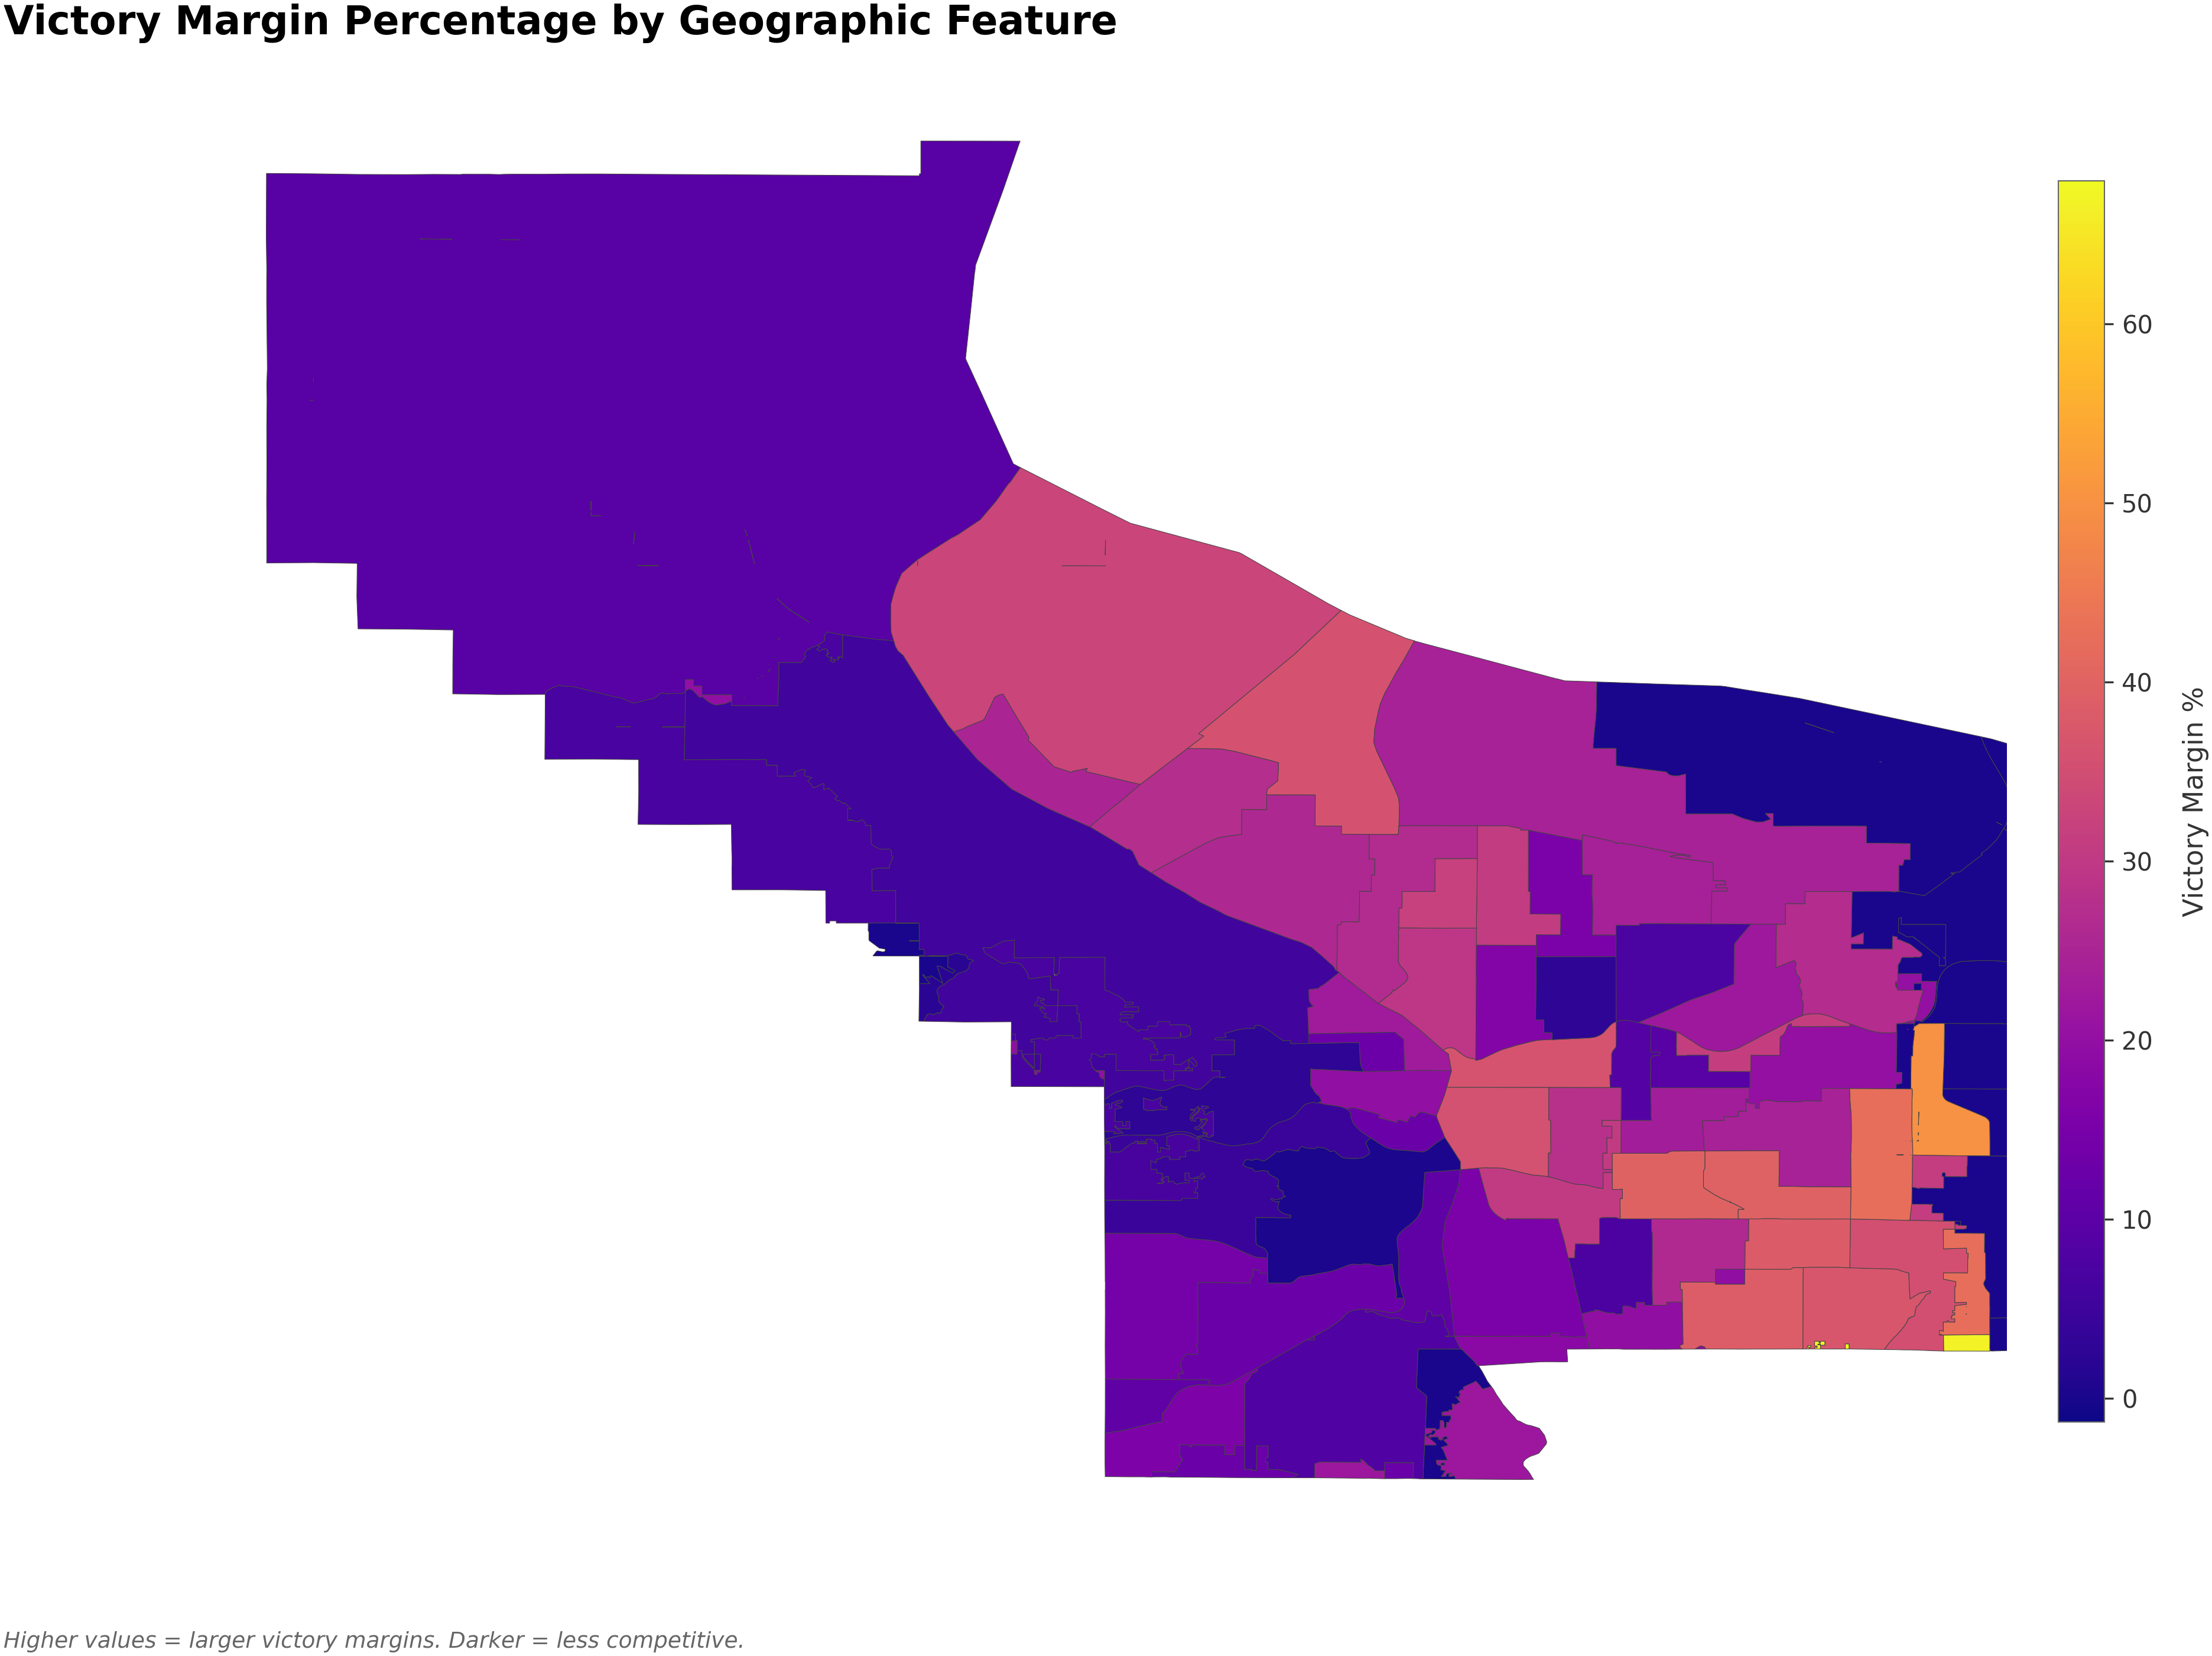 Victory Margin Percentage by Geographic Feature
60
50
40
30
20
10
0
Victory Margin %
Higher values = larger victory margins. Darker = less competitive.